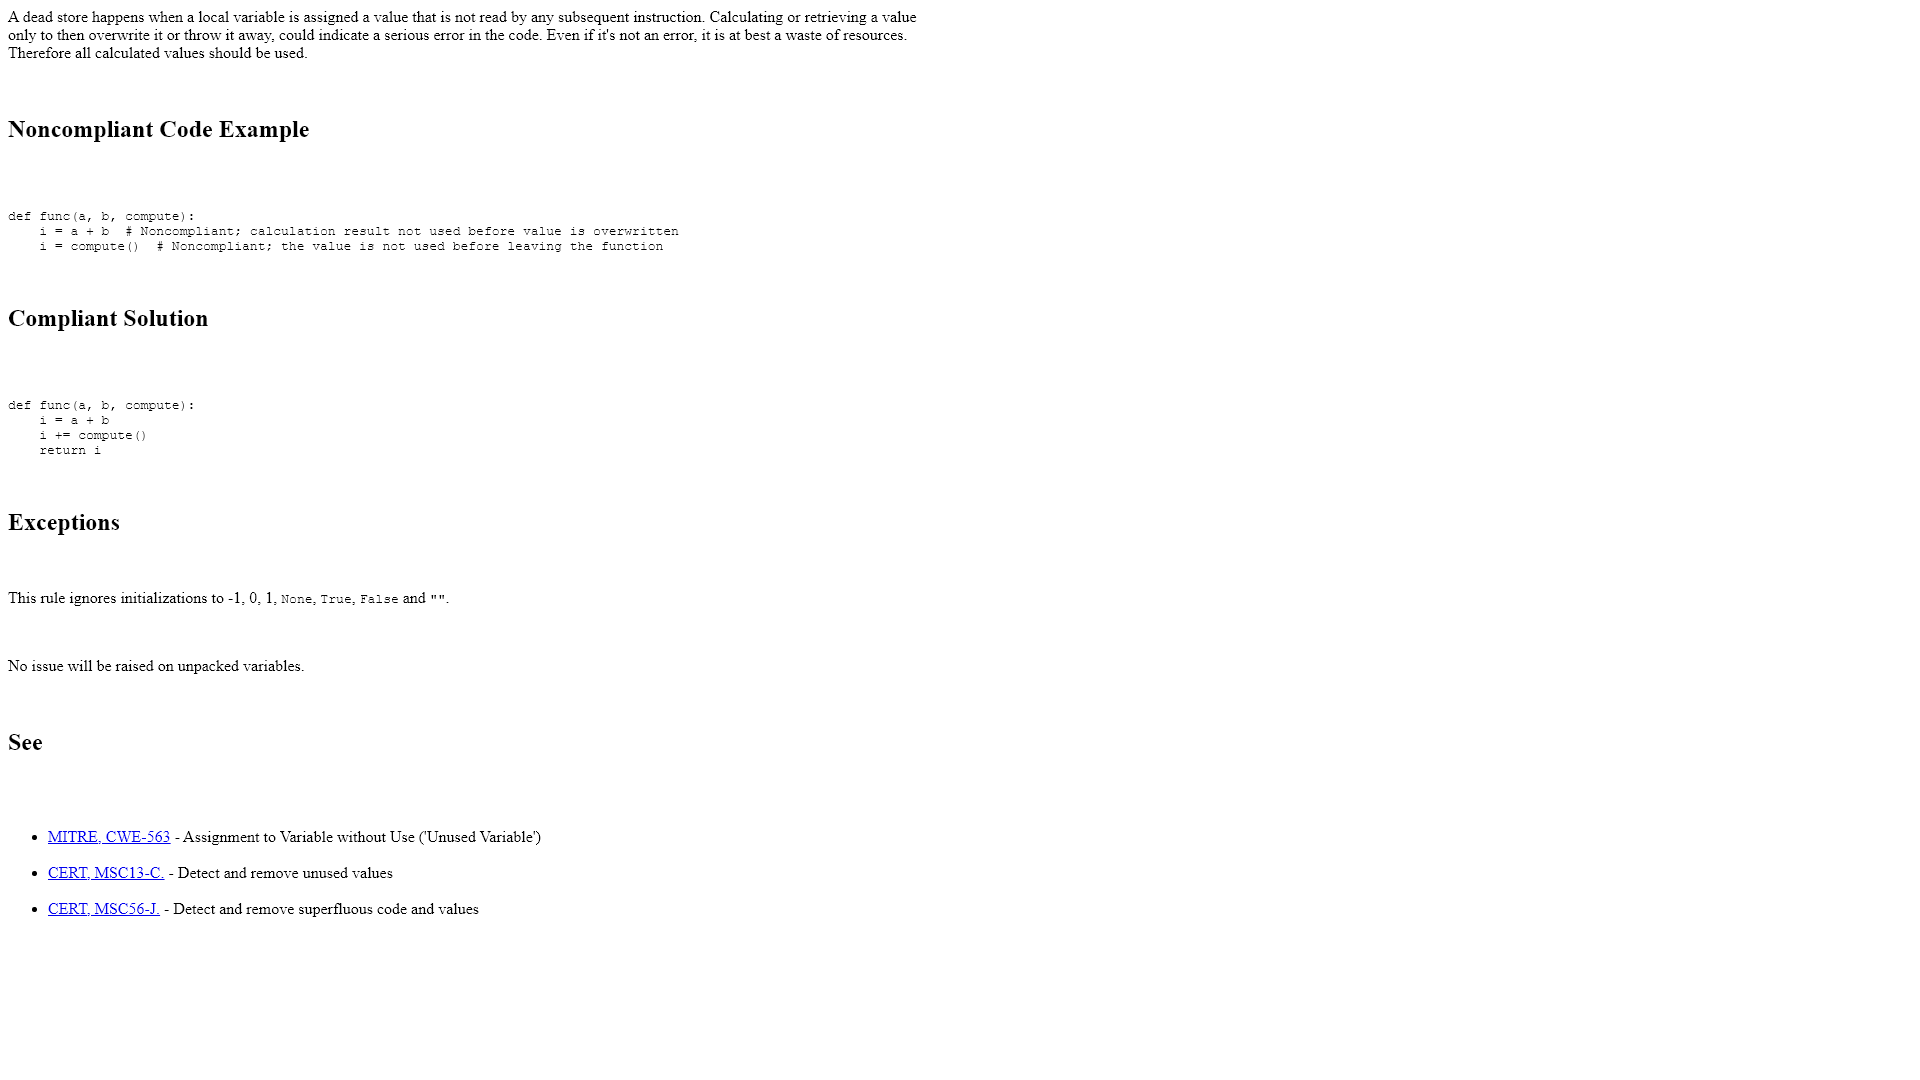 A dead store happens when a local variable is assigned a value that is not read by any subsequent instruction. Calculating or retrieving a value
only to then overwrite it or throw it away, could indicate a serious error in the code. Even if it's not an error, it is at best a waste of resources.
Therefore all calculated values should be used.
Noncompliant Code Example
def func(a, b, compute):
    i = a + b  # Noncompliant; calculation result not used before value is overwritten
    i = compute()  # Noncompliant; the value is not used before leaving the function
Compliant Solution
def func(a, b, compute):
    i = a + b
    i += compute()
    return i
Exceptions
This rule ignores initializations to -1, 0, 1, None, True, False and "".
No issue will be raised on unpacked variables.
See
• MITRE, CWE-563 - Assignment to Variable without Use ('Unused Variable')
• CERT, MSC13-C. - Detect and remove unused values
• CERT, MSC56-J. - Detect and remove superfluous code and values